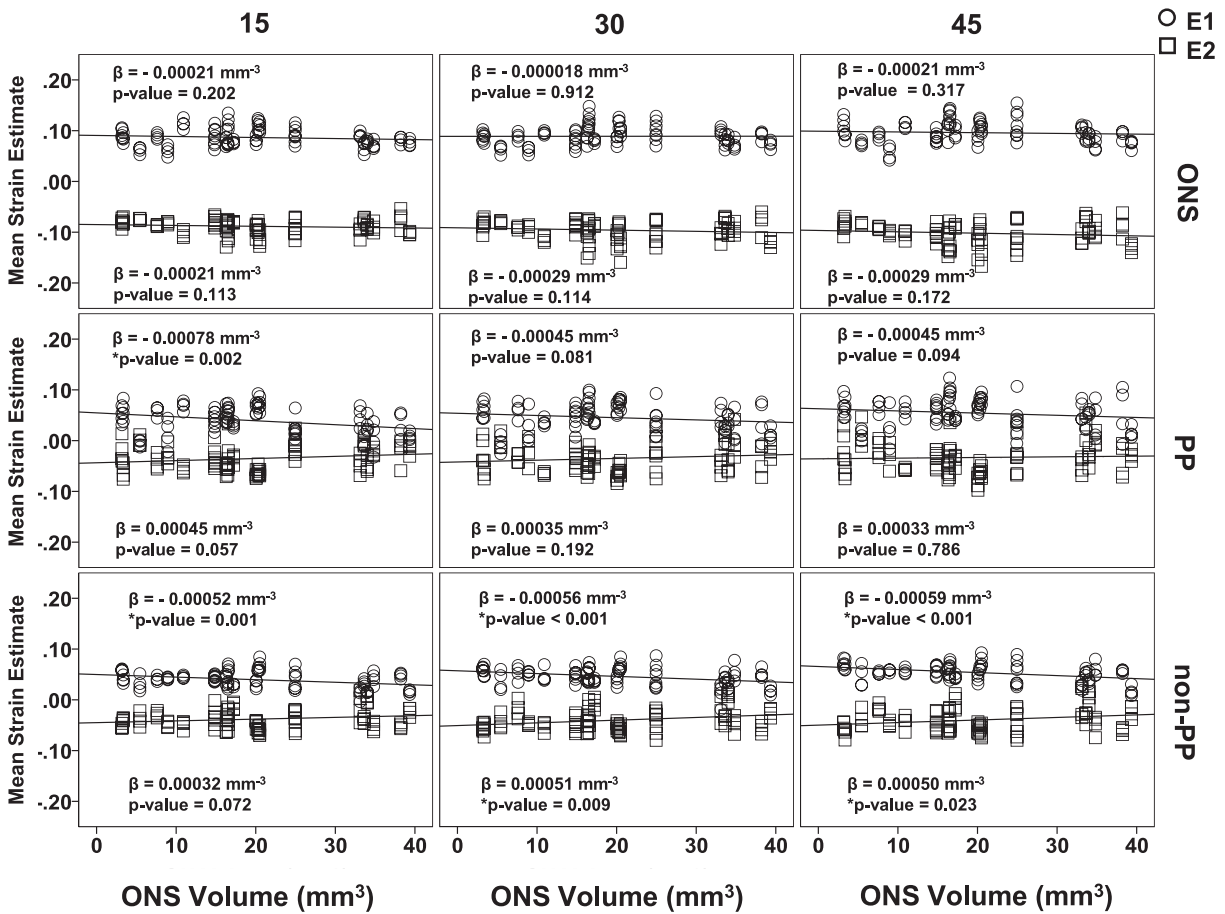 15 30 45
E1
E2
Mean Strain Estimate
.20
.10
.00
-.10
-.20
β = - 0.00021 mm⁻³
p-value = 0.202
β = - 0.00021 mm⁻³
p-value = 0.113
β = - 0.000018 mm⁻³
p-value = 0.912
β = - 0.00029 mm⁻³
p-value = 0.114
β = - 0.00021 mm⁻³
p-value = 0.317
β = - 0.00029 mm⁻³
p-value = 0.172
ONS
Mean Strain Estimate
.20
.10
.00
-.10
-.20
β = - 0.00078 mm⁻³
*p-value = 0.002
β = 0.00045 mm⁻³
p-value = 0.057
β = - 0.00045 mm⁻³
p-value = 0.081
β = 0.00035 mm⁻³
p-value = 0.192
β = - 0.00045 mm⁻³
p-value = 0.094
β = 0.00033 mm⁻³
p-value = 0.786
PP
Mean Strain Estimate
.20
.10
.00
-.10
-.20
β = - 0.00052 mm⁻³
*p-value = 0.001
β = 0.00032 mm⁻³
p-value = 0.072
β = - 0.00056 mm⁻³
*p-value < 0.001
β = 0.00051 mm⁻³
*p-value = 0.009
β = - 0.00059 mm⁻³
*p-value < 0.001
β = 0.00050 mm⁻³
*p-value = 0.023
non-PP
0 10 20 30 40 0 10 20 30 40 0 10 20 30 40
ONS Volume (mm³) ONS Volume (mm³) ONS Volume (mm³)